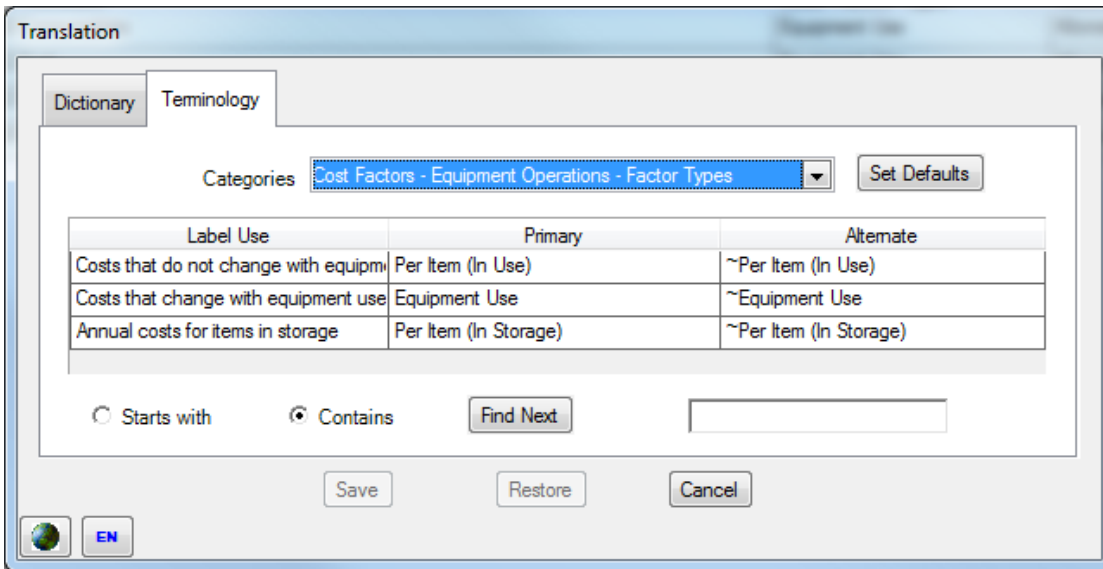 Translation
Dictionary Terminology
Categories Cost Factors - Equipment Operations - Factor Types Set Defaults
Label Use Primary Alternate
Costs that do not change with equipm Per Item (In Use) ~Per Item (In Use)
Costs that change with equipment use Equipment Use ~Equipment Use
Annual costs for items in storage Per Item (In Storage) ~Per Item (In Storage)
Starts with Contains Find Next
Save Restore Cancel
EN